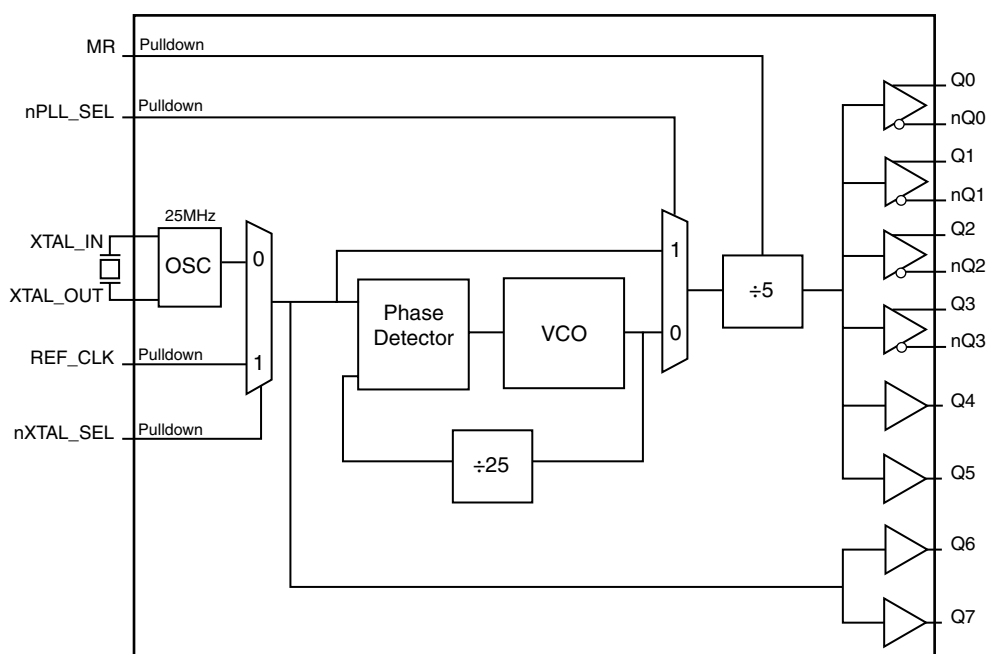 MR
Pulldown
nPLL_SEL
Pulldown
25MHz
XTAL_IN
OSC
XTAL_OUT
0
1
REF_CLK
Pulldown
nXTAL_SEL
Pulldown
Phase
Detector
VCO
÷25
1
0
÷5
Q0
nQ0
Q1
nQ1
Q2
nQ2
Q3
nQ3
Q4
Q5
Q6
Q7